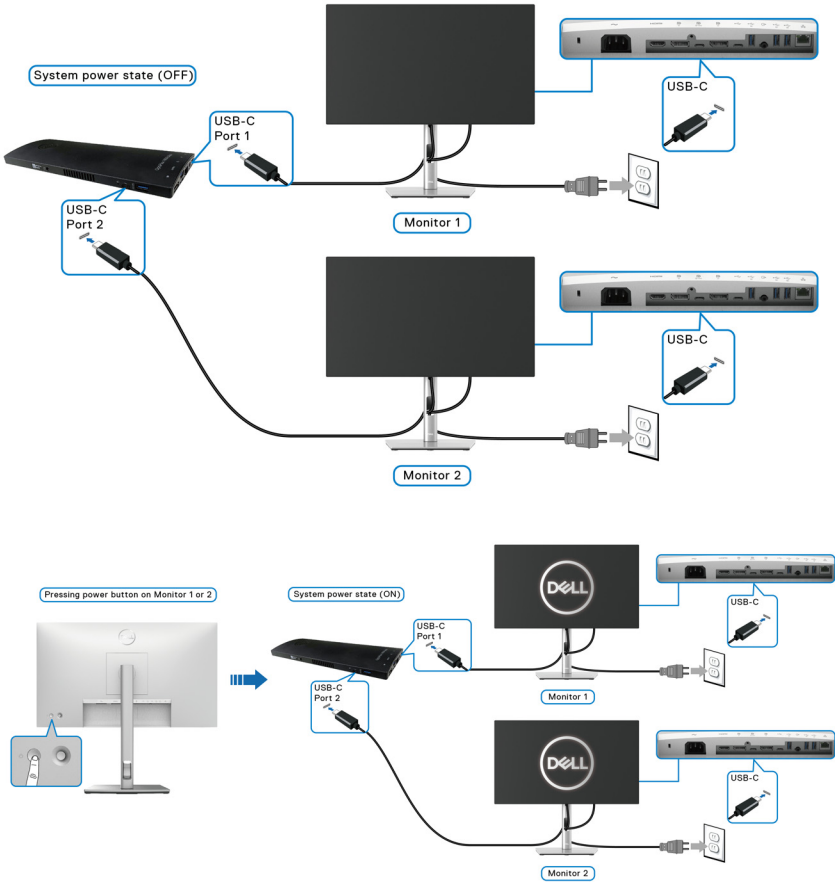 System power state (OFF)
USB-C
Port 1
USB-C
Monitor 1
USB-C
Port 2
USB-C
Monitor 2
Pressing power button on Monitor 1 or 2
System power state (ON)
USB-C
Port 1
DELL
USB-C
Monitor 1
USB-C
Port 2
DELL
USB-C
Monitor 2